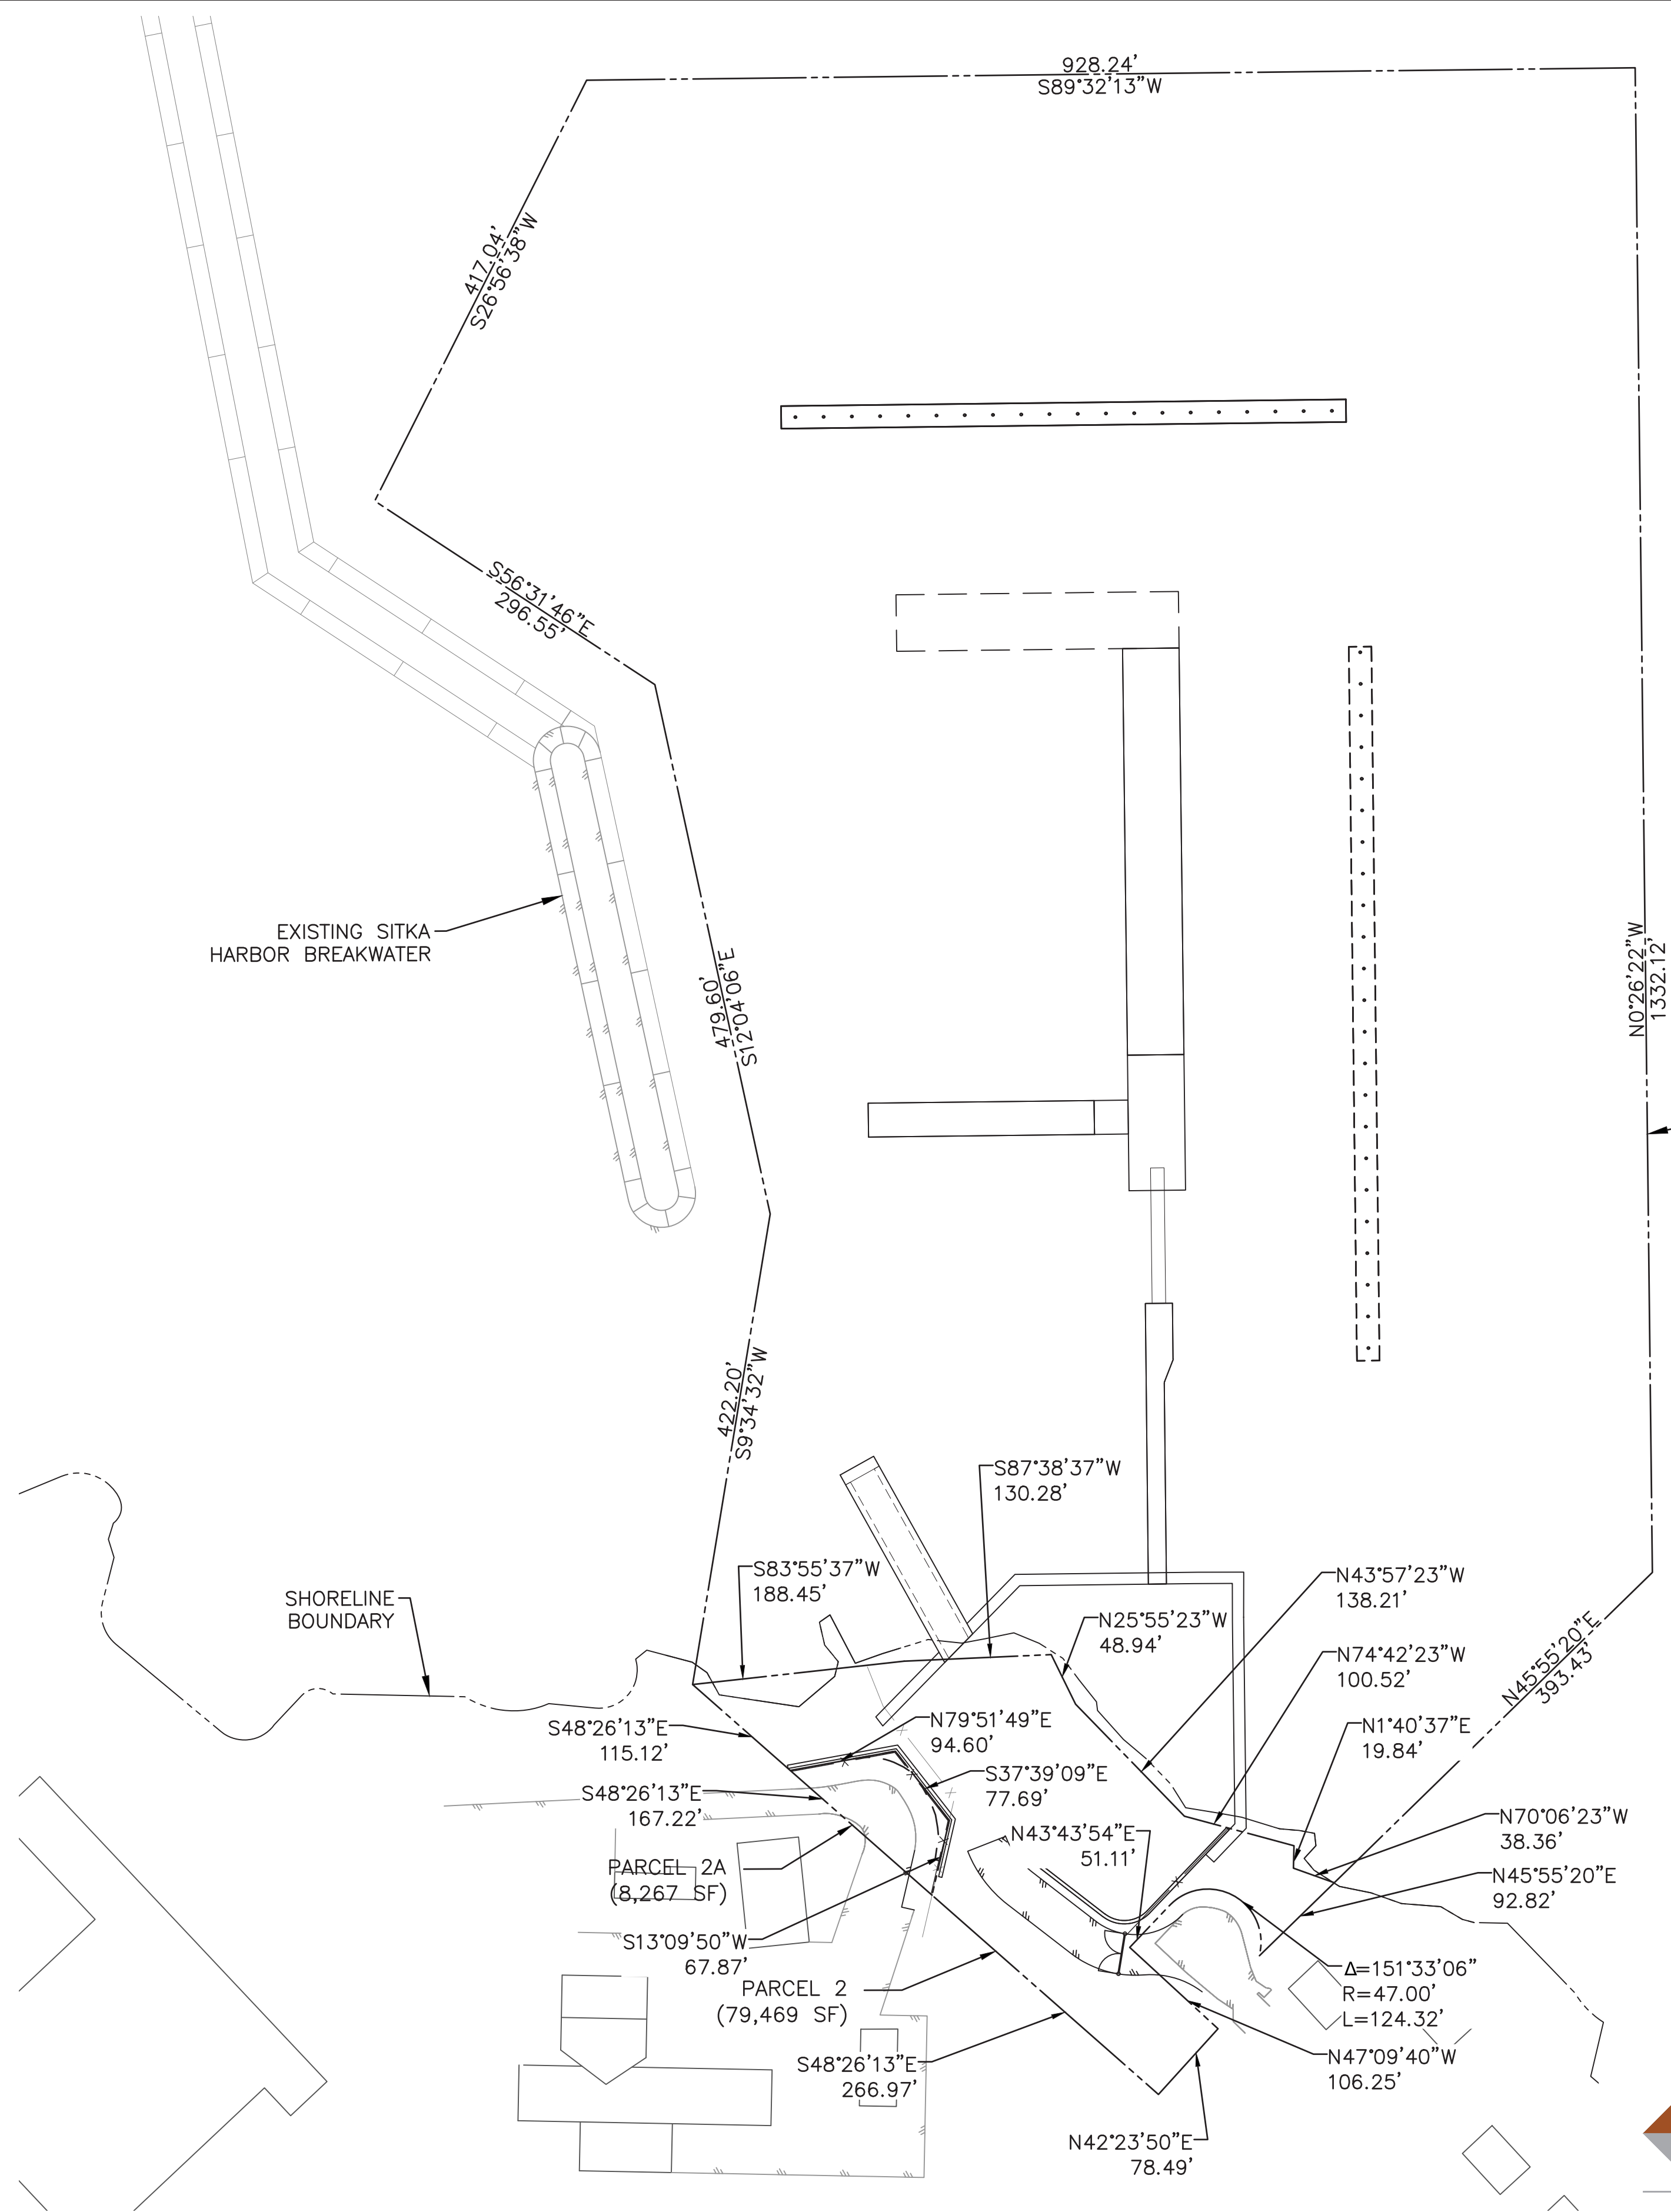 928.24’
S89°32’13”W
417.04’
S26°56’38”W
S56°31’46”E
296.55’
EXISTING SITKA
HARBOR BREAKWATER
479.60’
S12°04’06”E
N0°26’22”W
1332.12’
422.20’
S9°34’32”W
S87°38’37”W
130.28’
S83°55’37”W
188.45’
SHORELINE
BOUNDARY
N43°57’23”W
138.21’
N25°55’23”W
48.94’
N45°55’20”E
393.43’
N74°42’23”W
100.52’
S48°26’13”E
115.12’
N79°51’49”E
94.60’
N1°40’37”E
19.84’
S37°39’09”E
77.69’
S48°26’13”E
167.22’
N70°06’23”W
38.36’
N43°43’54”E
51.11’
PARCEL 2A
(8,267 SF)
N45°55’20”E
92.82’
S13°09’50”W
67.87’
Δ=151°33’06”
R=47.00’
L=124.32’
PARCEL 2
(79,469 SF)
S48°26’13”E
266.97’
N47°09’40”W
106.25’
N42°23’50”E
78.49’